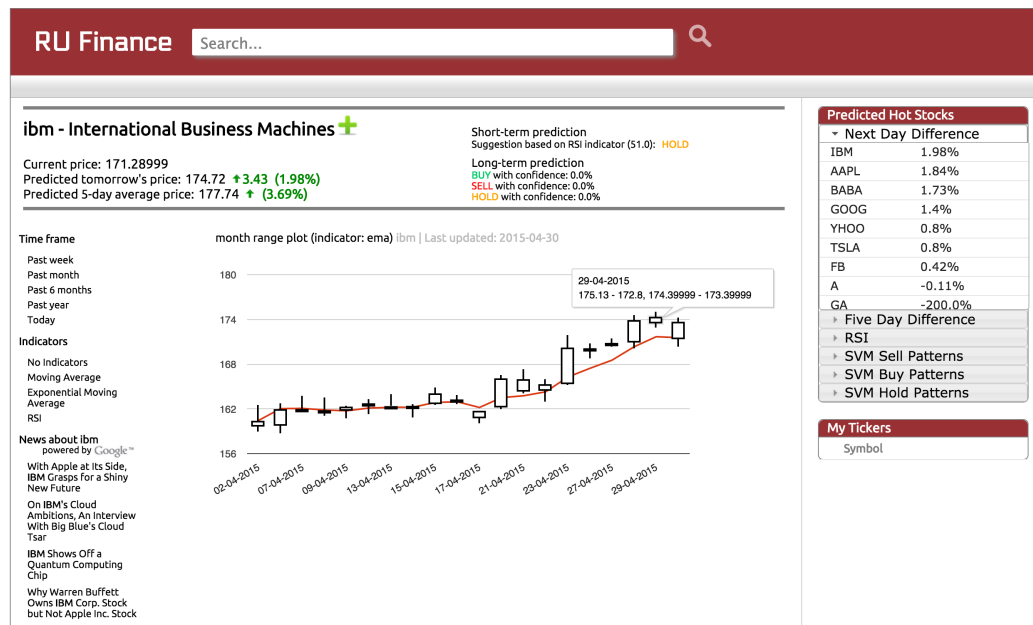 RU Finance
Search...
ibm - International Business Machines
Current price: 171.28999
Predicted tomorrow's price: 174.72 3.43 (1.98%)
Predicted 5-day average price: 177.74 (3.69%)
Short-term prediction
Suggestion based on RSI indicator (51.0): HOLD
Long-term prediction
BUY with confidence: 0.0%
SELL with confidence: 0.0%
HOLD with confidence: 0.0%
Time frame
Past week
Past month
Past 6 months
Past year
Today
Indicators
No Indicators
Moving Average
Exponential Moving
Average
RSI
News about ibm
powered by Google™
With Apple at Its Side,
IBM Grasps for a Shiny
New Future
On IBM's Cloud
Ambitions, An Interview
With Big Blue's Cloud
Tsar
IBM Shows Off a
Quantum Computing
Chip
Why Warren Buffett
Owns IBM Corp. Stock
but Not Apple Inc. Stock
month range plot (indicator: ema) ibm | Last updated: 2015-04-30
180
174
168
162
156
29-04-2015
175.13 - 172.8, 174.39999 - 173.39999
02-04-2015
07-04-2015
09-04-2015
13-04-2015
15-04-2015
17-04-2015
21-04-2015
23-04-2015
27-04-2015
29-04-2015
Predicted Hot Stocks
Next Day Difference
IBM 1.98%
AAPL 1.84%
BABA 1.73%
GOOG 1.4%
YHOO 0.8%
TSLA 0.8%
FB 0.42%
A -0.11%
GA -200.0%
Five Day Difference
RSI
SVM Sell Patterns
SVM Buy Patterns
SVM Hold Patterns
My Tickers
Symbol